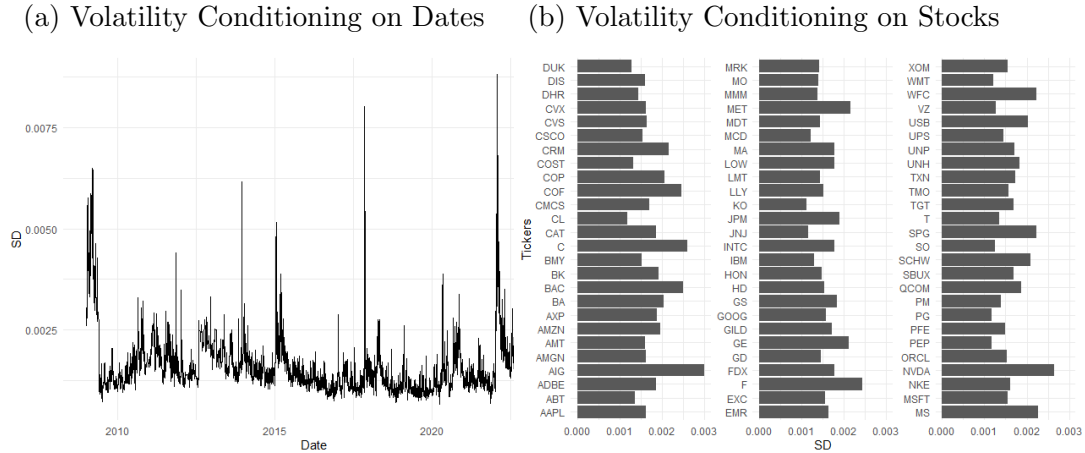 (a) Volatility Conditioning on Dates
0.0075
0.0050
0.0025
SD
2010
2015
2020
Date
(b) Volatility Conditioning on Stocks
Tickers
DUK
DIS
DHR
CVX
CVS
CSCO
CRM
COST
COP
COF
CMCS
CL
CAT
C
BMY
BK
BAC
BA
AXP
AMZN
AMT
AMGN
AIG
ADBE
ABT
AAPL
0.000 0.001 0.002 0.003
MRK
MO
MMM
MET
MDT
MCD
MA
LOW
LMT
LLY
KO
JPM
JNJ
INTC
IBM
HON
HD
GS
GOOG
GILD
GE
GD
FDX
F
EXC
EMR
0.000 0.001 0.002 0.003
XOM
WMT
WFC
VZ
USB
UPS
UNP
UNH
TXN
TMO
TGT
T
SPG
SO
SCHW
SBUX
QCOM
PM
PG
PFE
PEP
ORCL
NVDA
NKE
MSFT
MS
0.000 0.001 0.002 0.003
SD